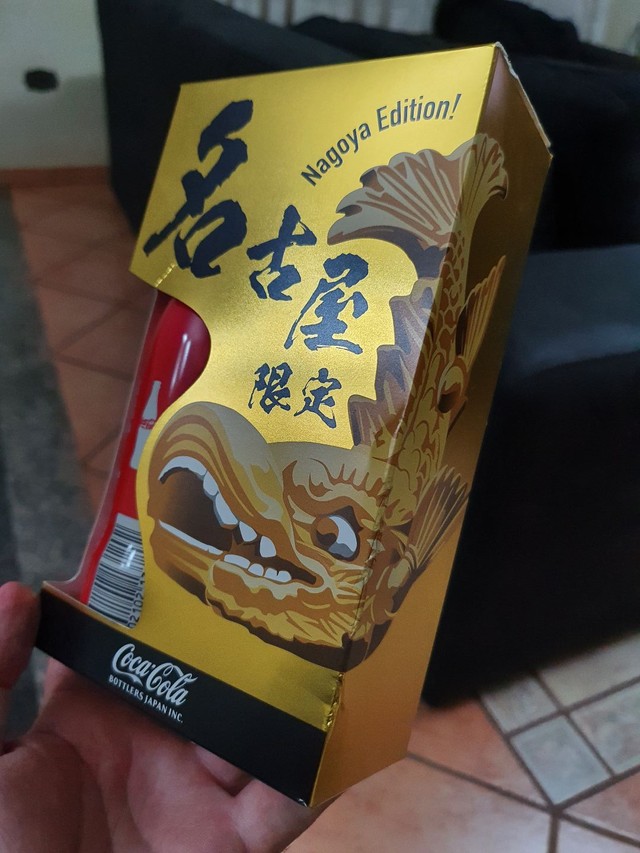 Nagoya Edition!
名古屋
限定
Coca-Cola
BOTTLERS JAPAN INC.